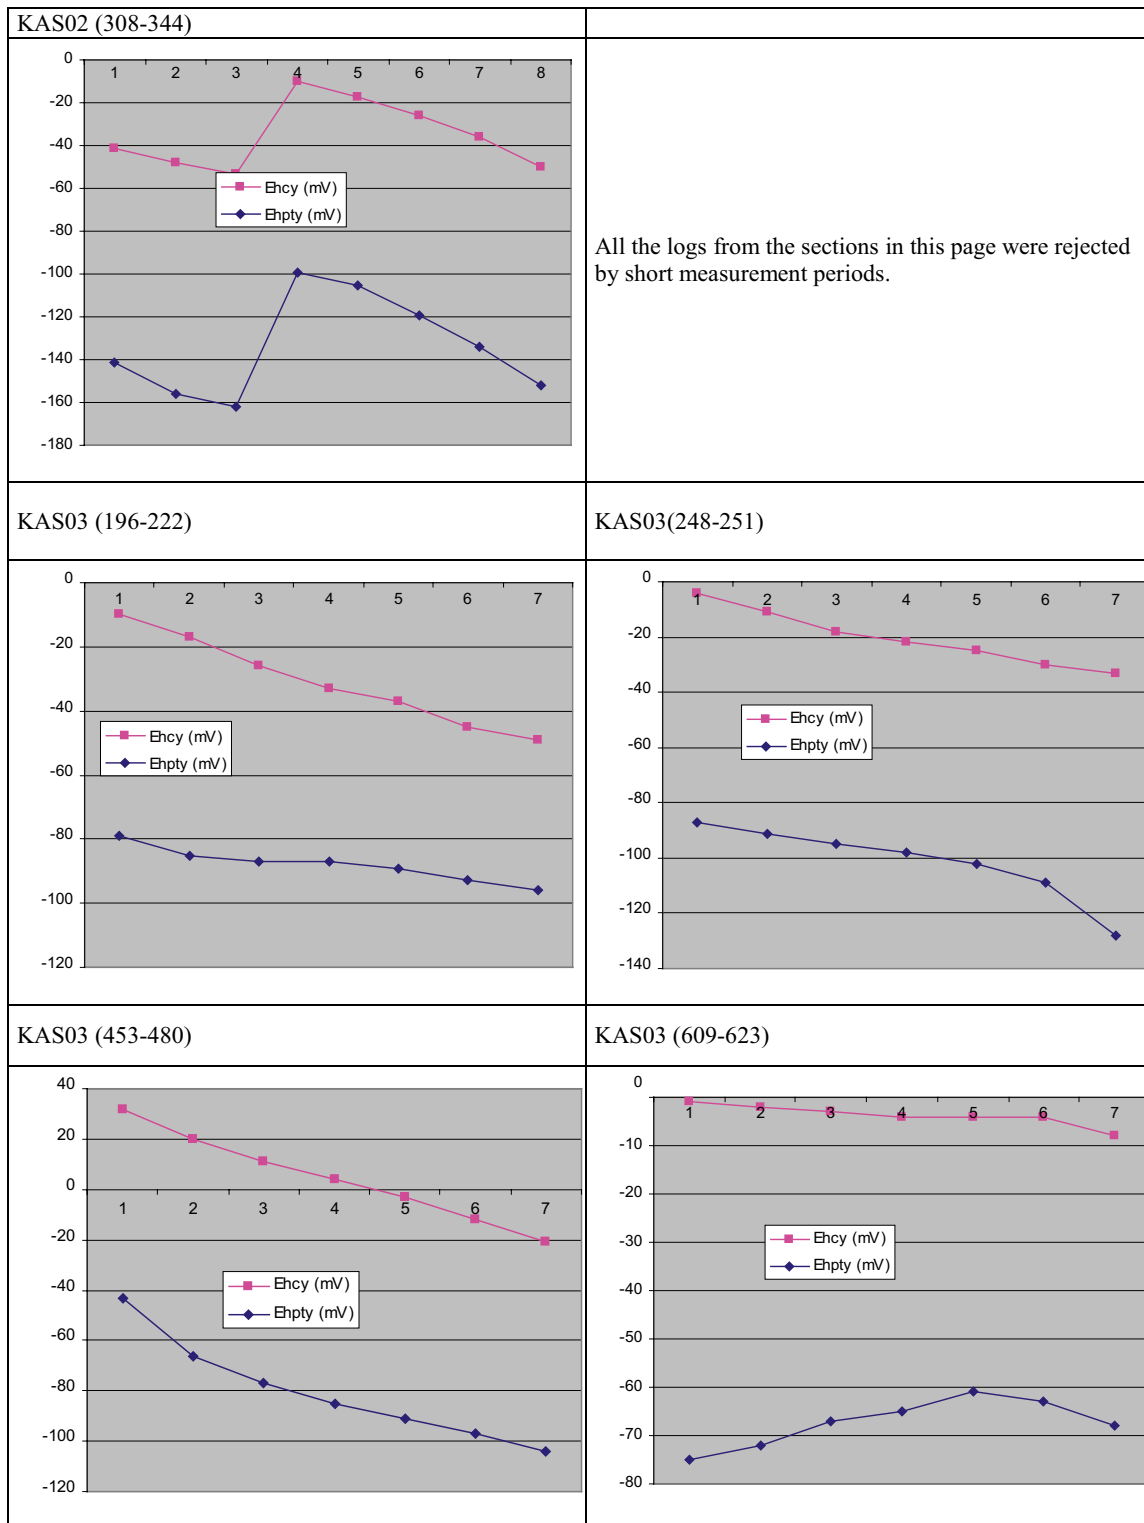 KAS02 (308-344)
0
-20
-40
-60
-80
-100
-120
-140
-160
-180
1 2 3 4 5 6 7 8
Ehcy (mV)
Ehpty (mV)
All the logs from the sections in this page were rejected
by short measurement periods.
KAS03 (196-222)
KAS03(248-251)
0
-20
-40
-60
-80
-100
-120
1 2 3 4 5 6 7
Ehcy (mV)
Ehpty (mV)
0
-20
-40
-60
-80
-100
-120
-140
1 2 3 4 5 6 7
Ehcy (mV)
Ehpty (mV)
KAS03 (453-480)
KAS03 (609-623)
40
20
0
-20
-40
-60
-80
-100
-120
1 2 3 4 5 6 7
Ehcy (mV)
Ehpty (mV)
0
-10
-20
-30
-40
-50
-60
-70
-80
1 2 3 4 5 6 7
Ehcy (mV)
Ehpty (mV)